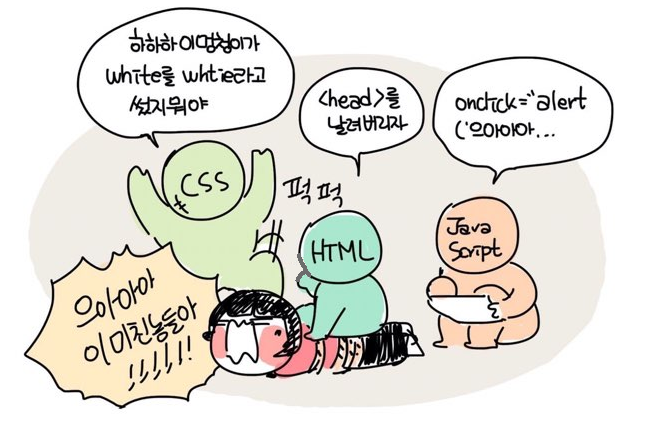 하하하 이 멍청이가
white를 whtie라고
썼지뭐야
<head>를
날려버리자
onclick="alert
('으아아아...
CSS
퍽 퍽
HTML
Java
Script
으아아아
이 미친놈들아
!!!!!!